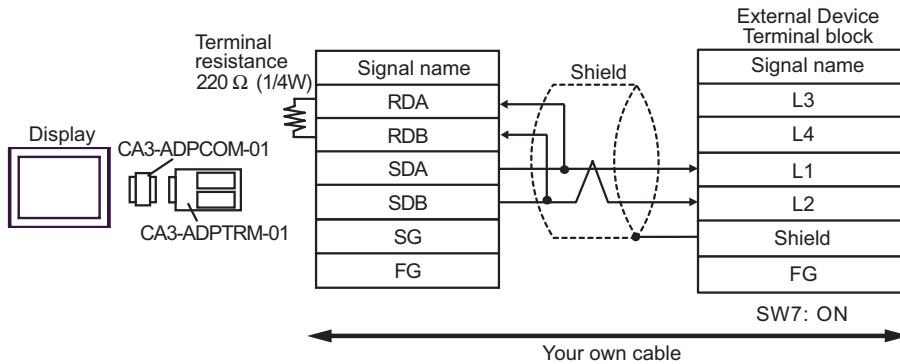 External Device
Terminal block
Terminal
resistance
220 Ω (1/4W)
Signal name
RDA
RDB
SDA
SDB
SG
FG
Shield
Signal name
L3
L4
L1
L2
Shield
FG
Display
CA3-ADPCOM-01
CA3-ADPTRM-01
SW7: ON
Your own cable